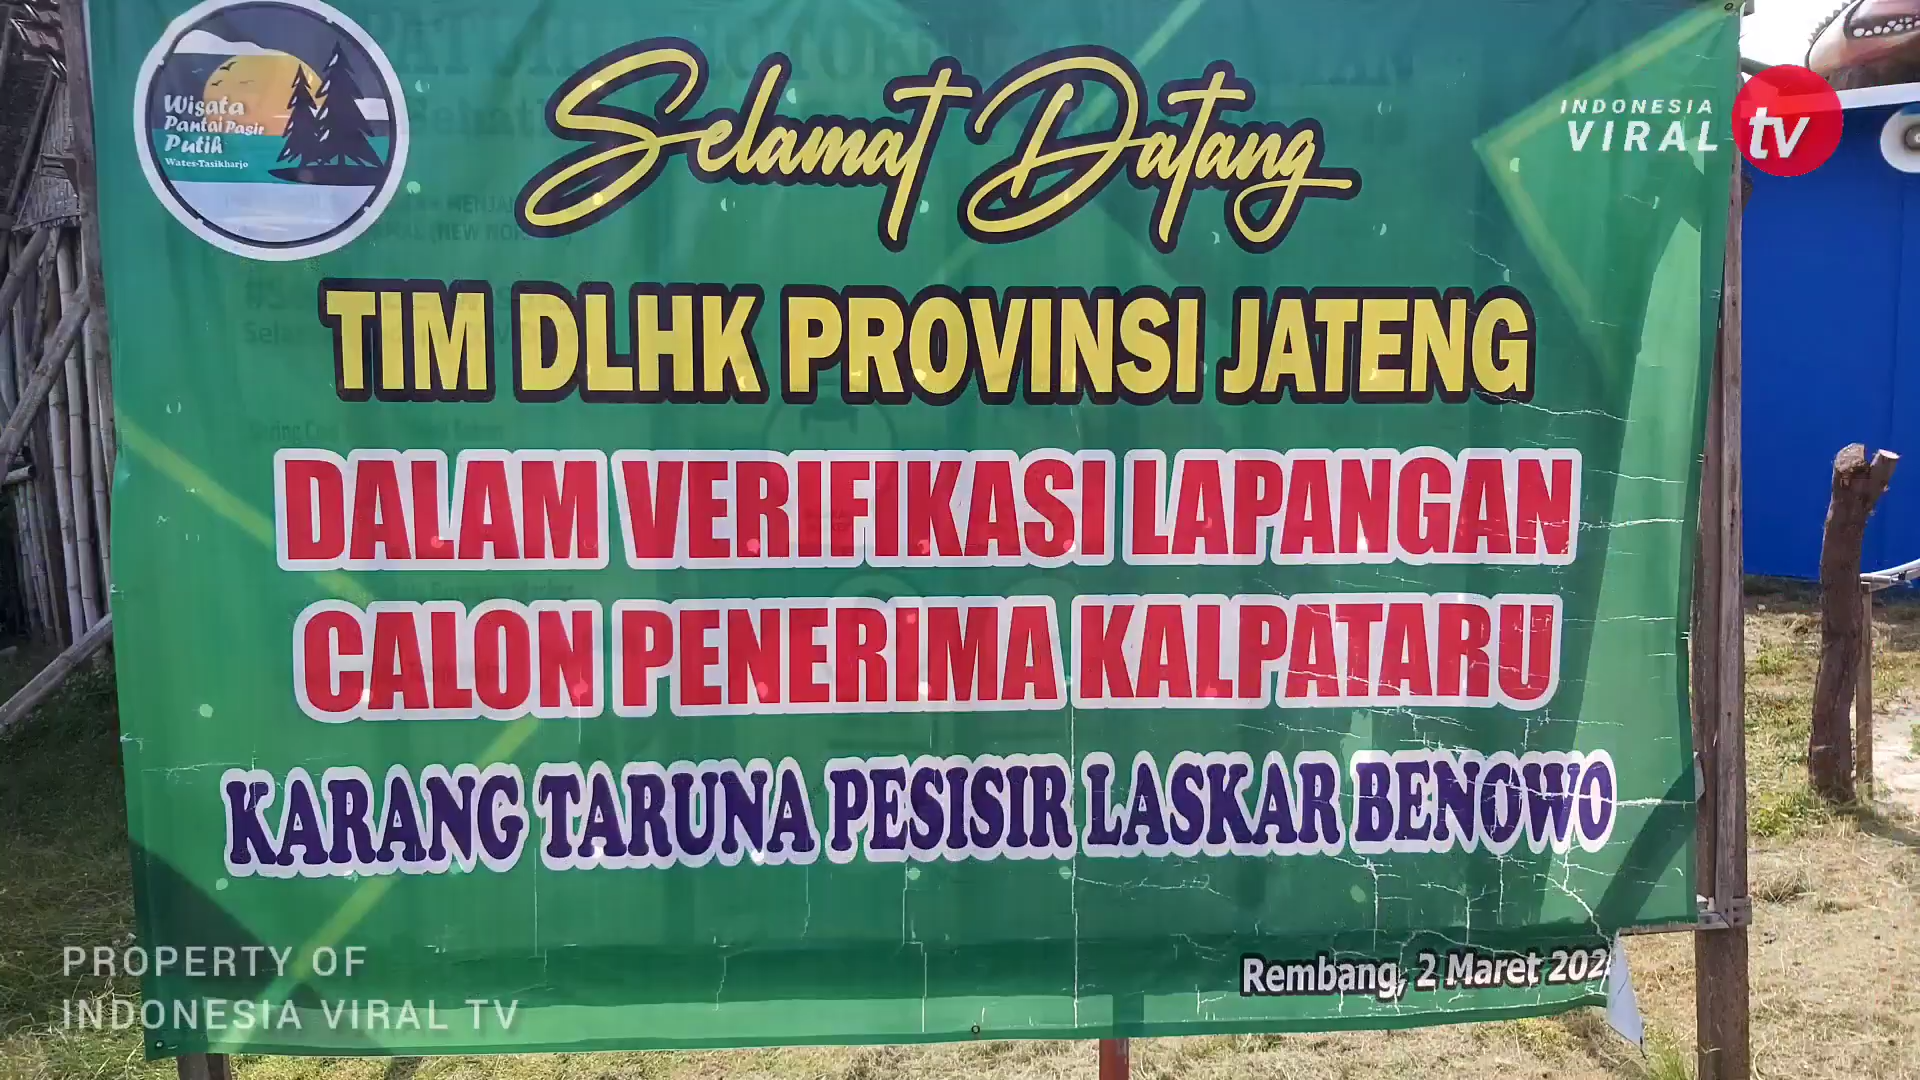 Wisata
Pantai Pasir
Putih
Wates-Tasikharjo
Selamat Datang
INDONESIA
VIRAL tv
TIM DLHK PROVINSI JATENG
DALAM VERIFIKASI LAPANGAN
CALON PENERIMA KALPATARU
KARANG TARUNA PESISIR LASKAR BENOWO
Rembang, 2 Maret
PROPERTY OF
INDONESIA VIRAL TV